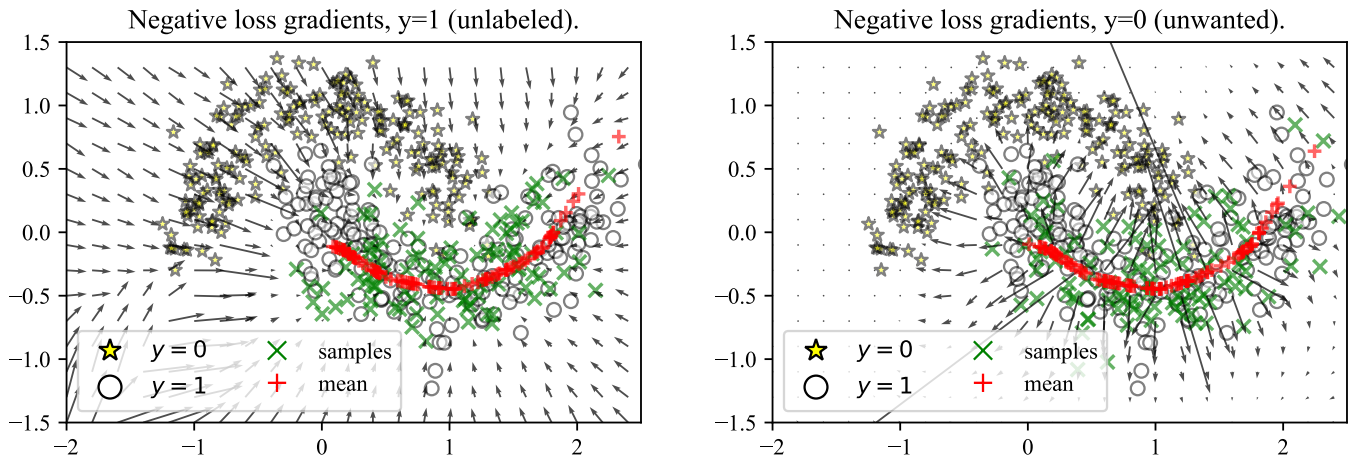 Negative loss gradients, y=1 (unlabeled).
1.5
1.0
0.5
0.0
−0.5
−1.0
−1.5
−2
−1
0
1
2
y = 0
y = 1
samples
mean
Negative loss gradients, y=0 (unwanted).
1.5
1.0
0.5
0.0
−0.5
−1.0
−1.5
−2
−1
0
1
2
y = 0
y = 1
samples
mean